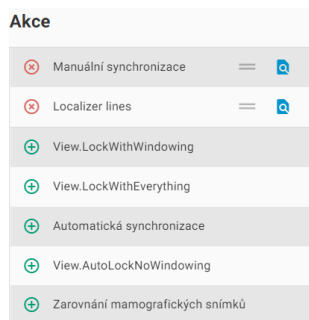 Akce
Manuální synchronizace
Localizer lines
View.LockWithWindowing
View.LockWithEverything
Automatická synchronizace
View.AutoLockNoWindowing
Zarovnání mamografických snímků